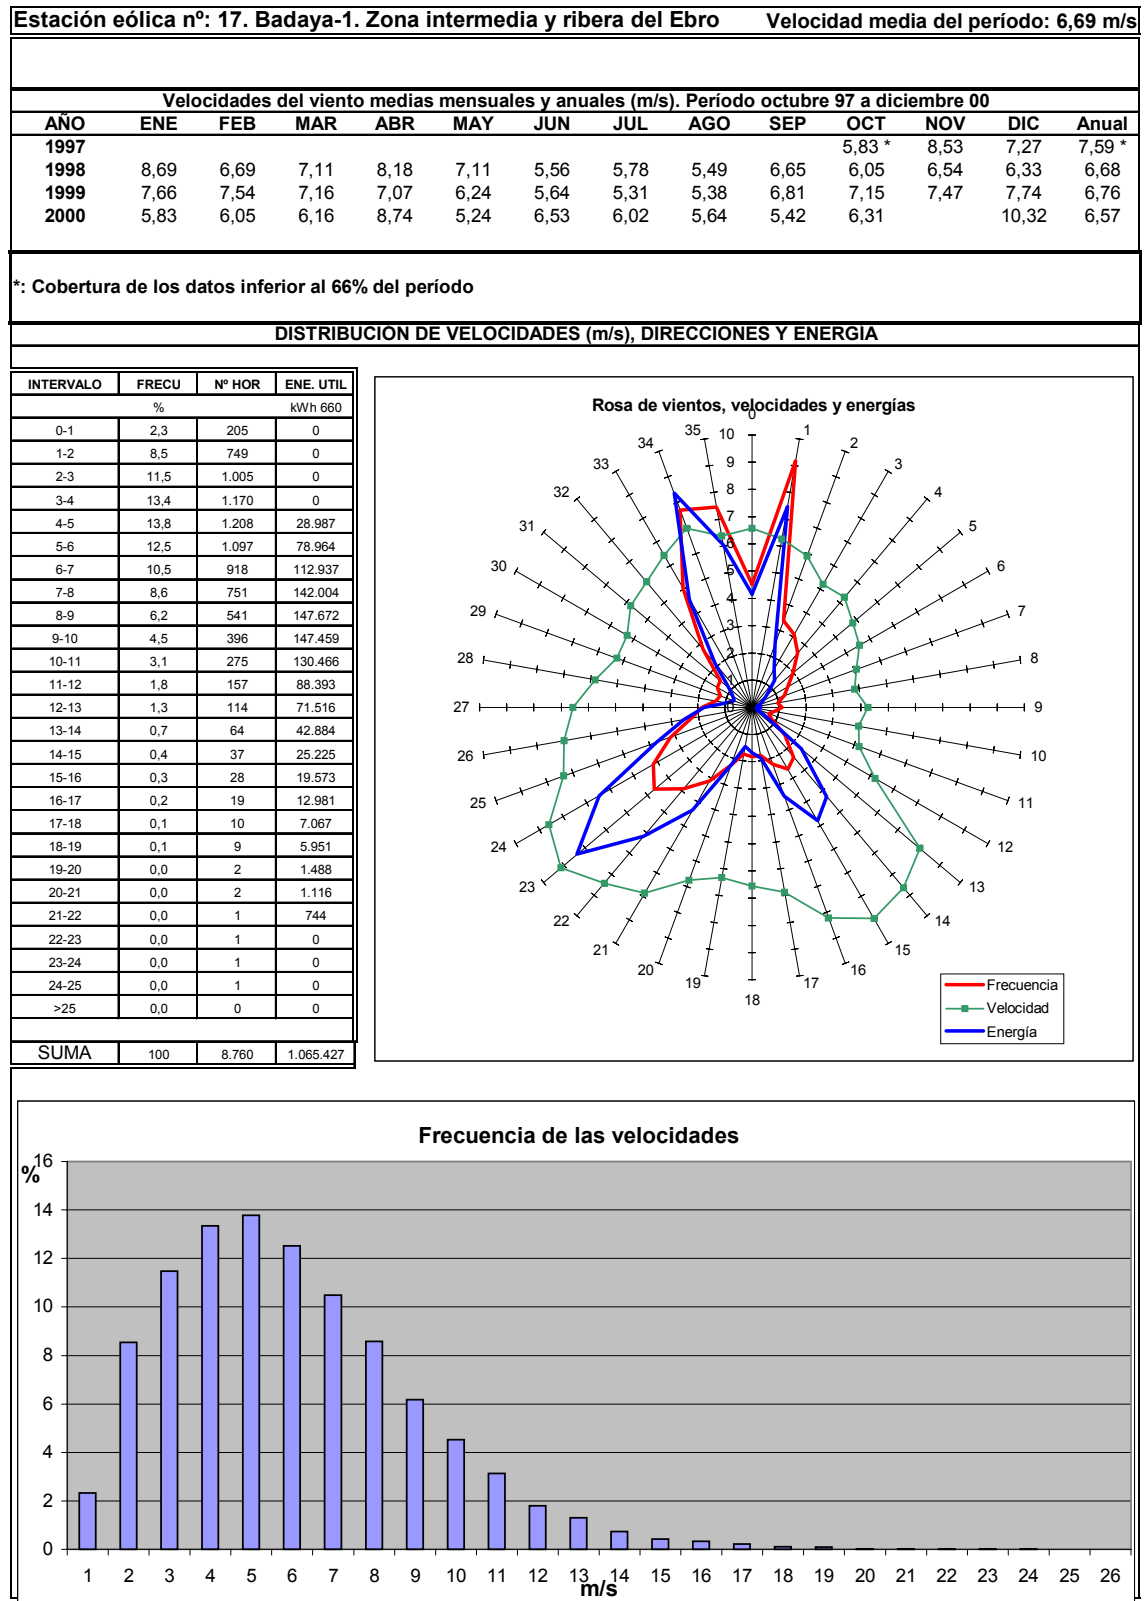 Estación eólica nº: 17. Badaya-1. Zona intermedia y ribera del Ebro Velocidad media del período: 6,69 m/s
Velocidades del viento medias mensuales y anuales (m/s). Período octubre 97 a diciembre 00
AÑO ENE FEB MAR ABR MAY JUN JUL AGO SEP OCT NOV DIC Anual
1997 5,83 * 8,53 7,27 7,59 *
1998 8,69 6,69 7,11 8,18 7,11 5,56 5,78 5,49 6,65 6,05 6,54 6,33 6,68
1999 7,66 7,54 7,16 7,07 6,24 5,64 5,31 5,38 6,81 7,15 7,47 7,74 6,76
2000 5,83 6,05 6,16 8,74 5,24 6,53 6,02 5,64 5,42 6,31 10,32 6,57
*: Cobertura de los datos inferior al 66% del período
DISTRIBUCIÓN DE VELOCIDADES (m/s), DIRECCIONES Y ENERGIA
INTERVALO FRECU Nº HOR ENE. UTIL
% kWh 660
0-1 2,3 205 0
1-2 8,5 749 0
2-3 11,5 1.005 0
3-4 13,4 1.170 0
4-5 13,8 1.208 28.987
5-6 12,5 1.097 78.964
6-7 10,5 918 112.937
7-8 8,6 751 142.004
8-9 6,2 541 147.672
9-10 4,5 396 147.459
10-11 3,1 275 130.466
11-12 1,8 157 88.393
12-13 1,3 114 71.516
13-14 0,7 64 42.884
14-15 0,4 37 25.225
15-16 0,3 28 19.573
16-17 0,2 19 12.981
17-18 0,1 10 7.067
18-19 0,1 9 5.951
19-20 0,0 2 1.488
20-21 0,0 2 1.116
21-22 0,0 1 744
22-23 0,0 1 0
23-24 0,0 1 0
24-25 0,0 1 0
>25 0,0 0 0
SUMA 100 8.760 1.065.427
Rosa de vientos, velocidades y energías
0
1
2
3
4
5
6
7
8
9
10
11
12
13
14
15
16
17
18
19
20
21
22
23
24
25
26
27
28
29
30
31
32
33
34
35
10
9
8
7
6
5
4
3
2
1
0
Frecuencia
Velocidad
Energía
Frecuencia de las velocidades
%
16
14
12
10
8
6
4
2
0
1 2 3 4 5 6 7 8 9 10 11 12 13 14 15 16 17 18 19 20 21 22 23 24 25 26
m/s